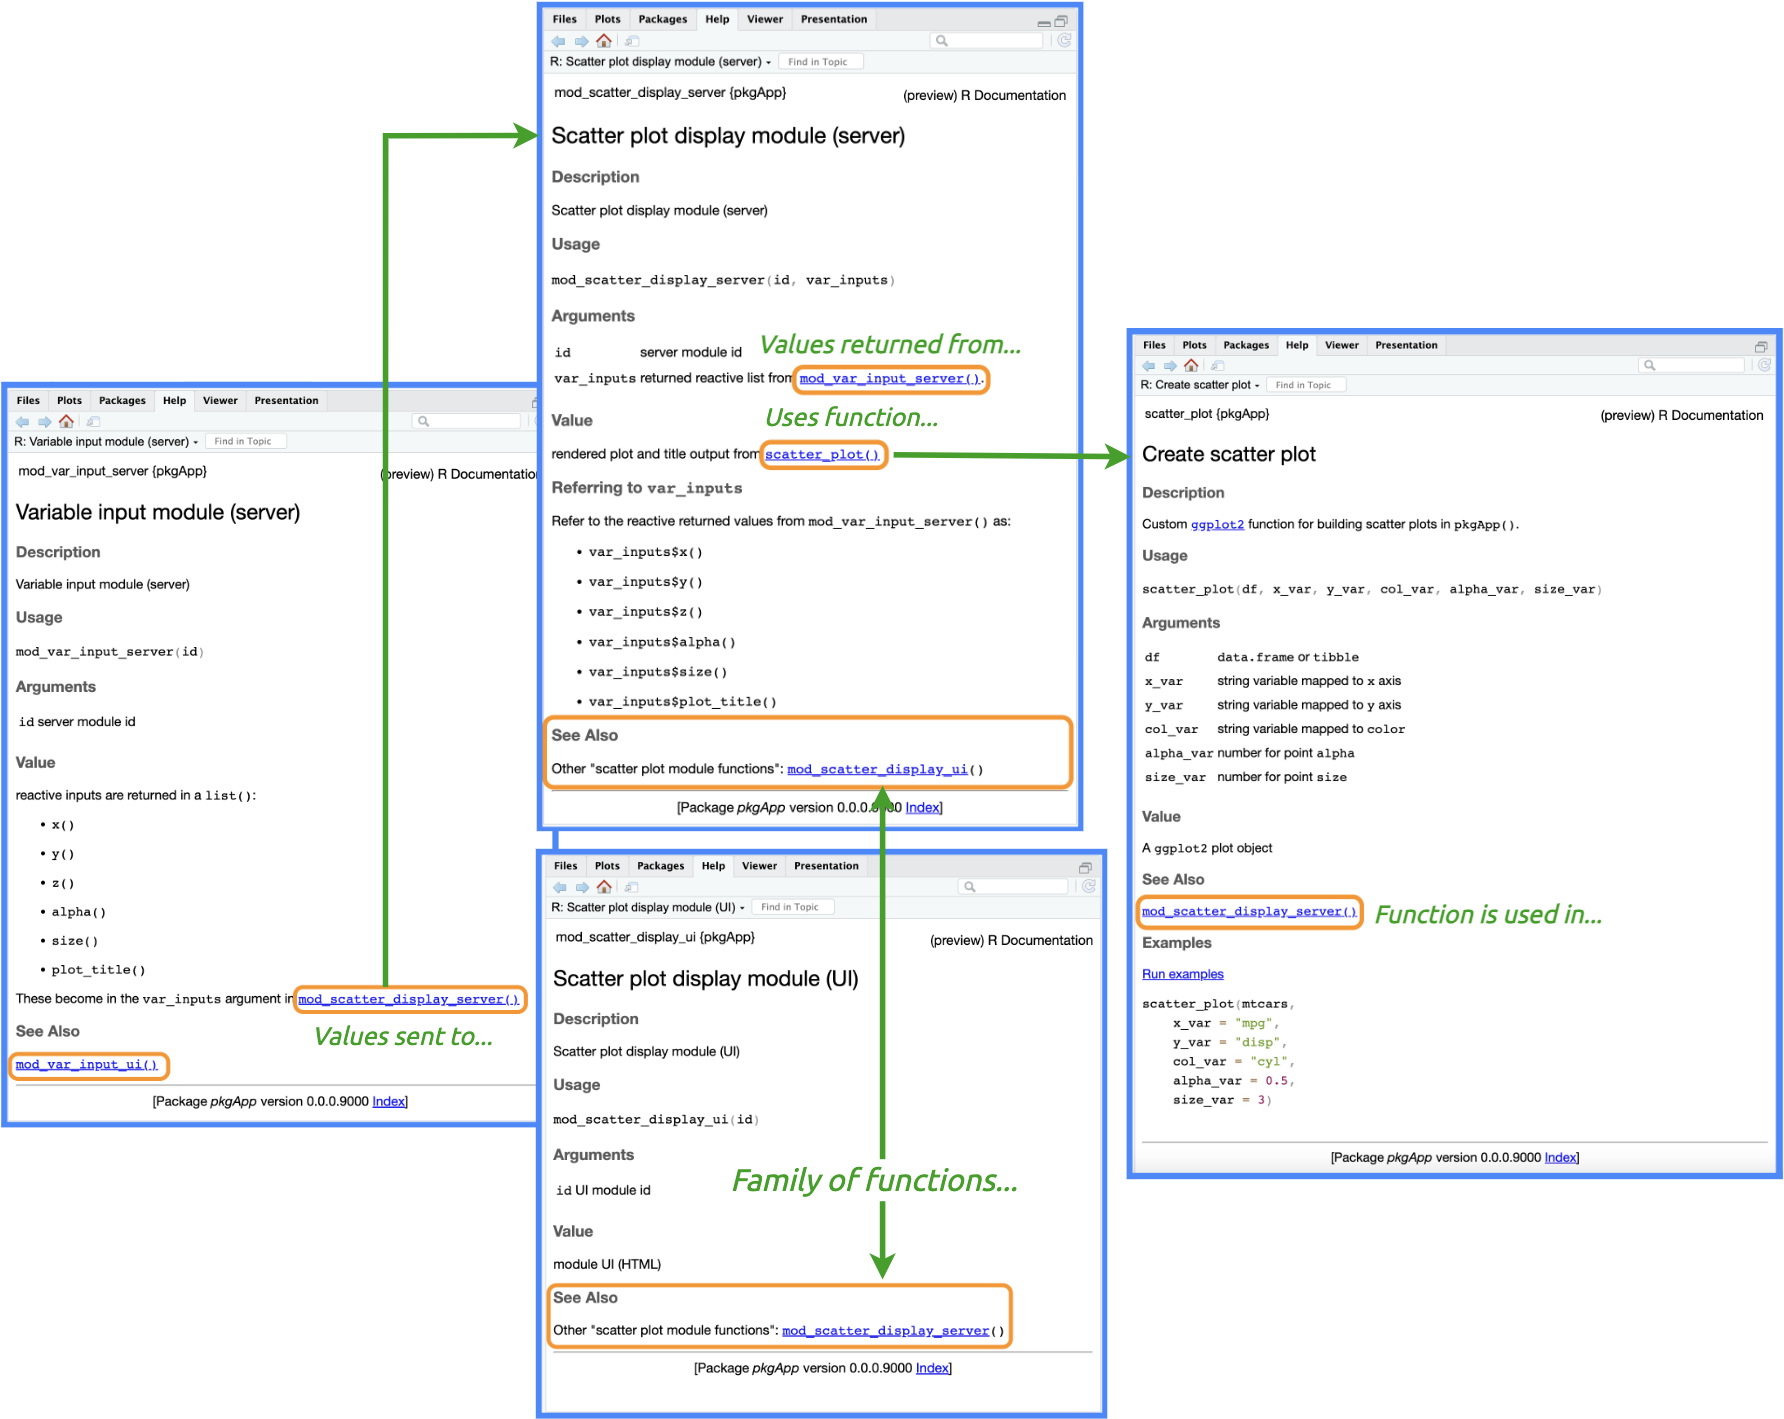 Files Plots Packages Help Viewer Presentation
R: Scatter plot display module (server) Find in Topic
mod_scatter_display_server {pkgApp} (preview) R Documentation
Scatter plot display module (server)
Description
Scatter plot display module (server)
Usage
mod_scatter_display_server(id, var_inputs)
Arguments
id server module id
Values returned from...
var_inputs returned reactive list from mod_var_input_server().
Uses function...
Value
rendered plot and title output from scatter_plot()
Referring to var_inputs
Refer to the reactive returned values from mod_var_input_server() as:
• var_inputs$x()
• var_inputs$y()
• var_inputs$z()
• var_inputs$alpha()
• var_inputs$size()
• var_inputs$plot_title()
See Also
Other "scatter plot module functions": mod_scatter_display_ui()
[Package pkgApp version 0.0.0.9000 Index]
Files Plots Packages Help Viewer Presentation
R: Variable input module (server) Find in Topic
mod_var_input_server {pkgApp} (preview) R Documentation
Variable input module (server)
Description
Variable input module (server)
Usage
mod_var_input_server(id)
Arguments
id server module id
Value
reactive inputs are returned in a list():
• x()
• y()
• z()
• alpha()
• size()
• plot_title()
These become in the var_inputs argument in mod_scatter_display_server()
Values sent to...
See Also
mod_var_input_ui()
[Package pkgApp version 0.0.0.9000 Index]
Files Plots Packages Help Viewer Presentation
R: Scatter plot display module (UI) Find in Topic
mod_scatter_display_ui {pkgApp} (preview) R Documentation
Scatter plot display module (UI)
Description
Scatter plot display module (UI)
Usage
mod_scatter_display_ui(id)
Arguments
Family of functions...
id UI module id
Value
module UI (HTML)
See Also
Other "scatter plot module functions": mod_scatter_display_server()
[Package pkgApp version 0.0.0.9000 Index]
Files Plots Packages Help Viewer Presentation
R: Create scatter plot Find in Topic
scatter_plot {pkgApp} (preview) R Documentation
Create scatter plot
Description
Custom ggplot2 function for building scatter plots in pkgApp().
Usage
scatter_plot(df, x_var, y_var, col_var, alpha_var, size_var)
Arguments
df data.frame or tibble
x_var string variable mapped to x axis
y_var string variable mapped to y axis
col_var string variable mapped to color
alpha_var number for point alpha
size_var number for point size
Value
A ggplot2 plot object
See Also
mod_scatter_display_server()
Function is used in...
Examples
Run examples
scatter_plot(mtcars,
x_var = "mpg",
y_var = "disp",
col_var = "cyl",
alpha_var = 0.5,
size_var = 3)
[Package pkgApp version 0.0.0.9000 Index]